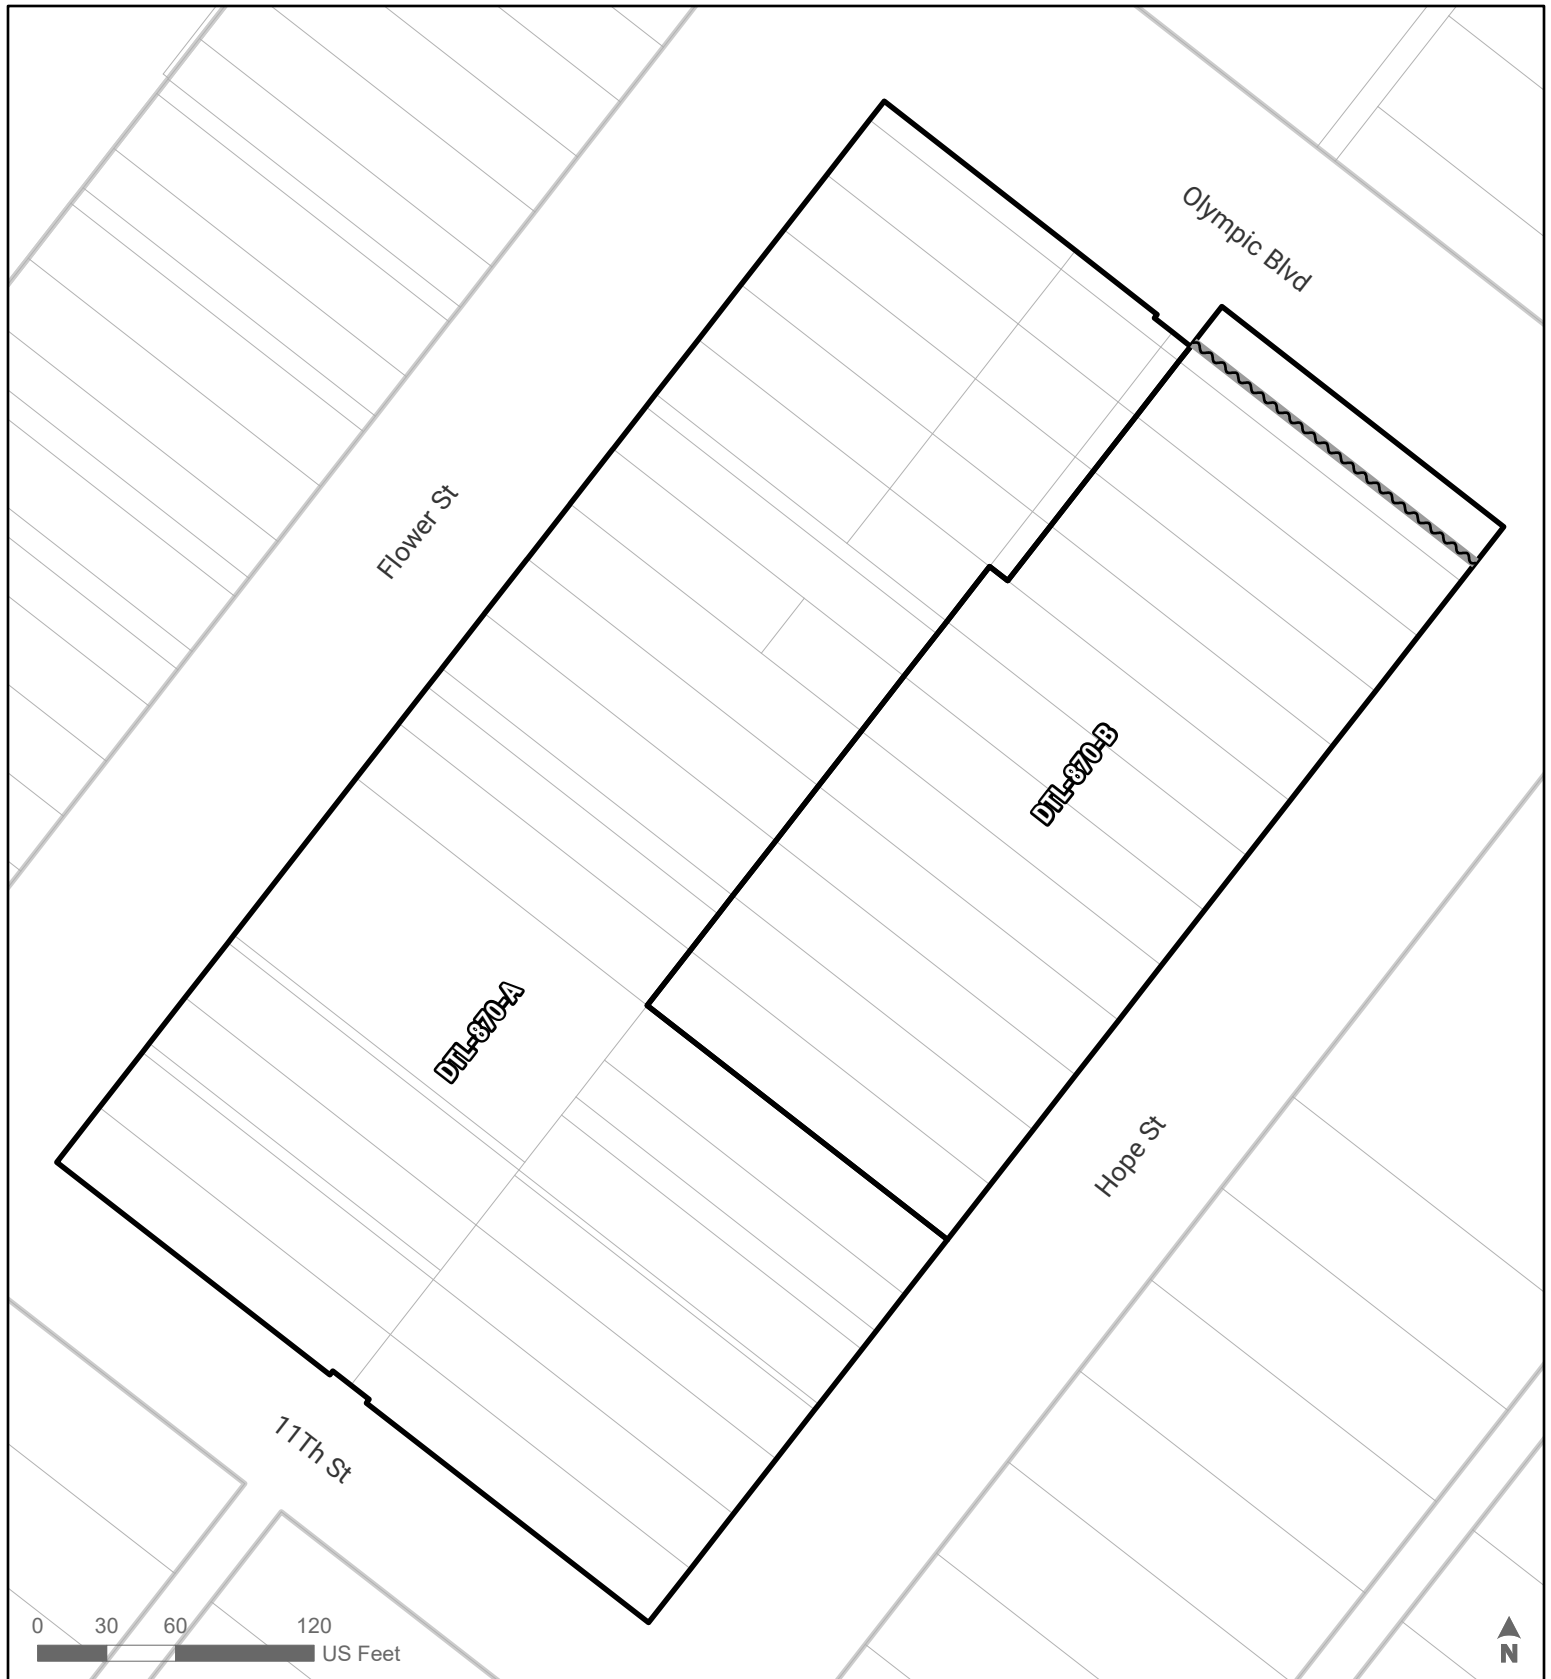 Olympic Blvd
Flower St
DTL-870-B
DTL-870-A
Hope St
11Th St
0 30 60 120
US Feet
N